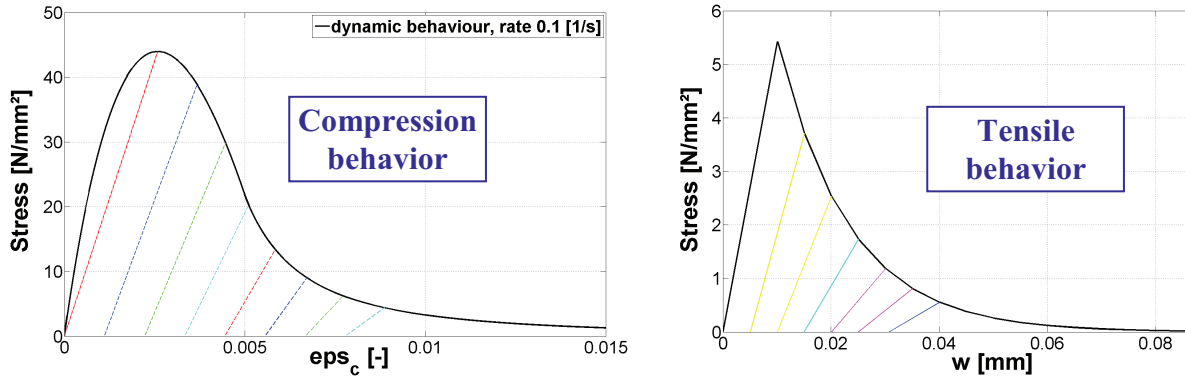 50
40
30
20
10
0
Stress [N/mm²]
dynamic behaviour, rate 0.1 [1/s]
Compression
behavior
0
0.005
0.01
0.015
eps_c [-]
6
5
4
3
2
1
0
Stress [N/mm²]
Tensile
behavior
0
0.02
0.04
0.06
0.08
w [mm]